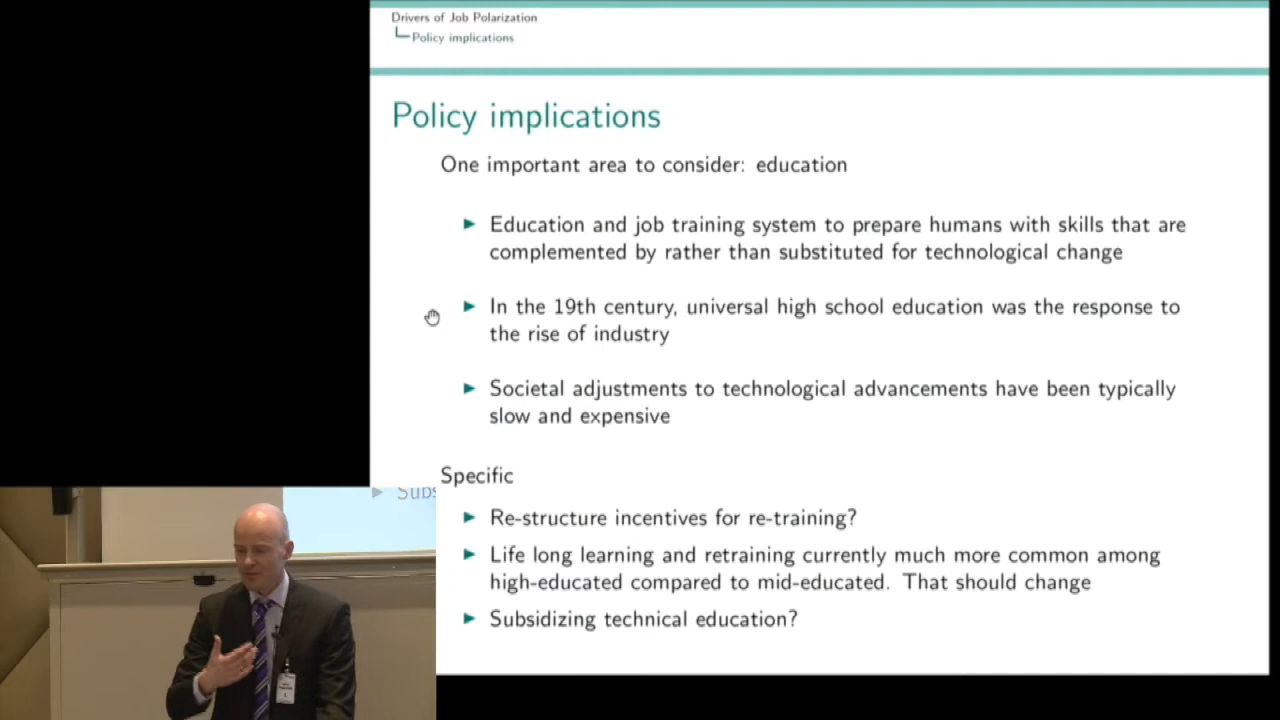 Drivers of Job Polarization
Policy implications
Policy implications
One important area to consider: education
Education and job training system to prepare humans with skills that are
complemented by rather than substituted for technological change
In the 19th century, universal high school education was the response to
the rise of industry
Societal adjustments to technological advancements have been typically
slow and expensive
Specific
Re-structure incentives for re-training?
Life long learning and retraining currently much more common among
high-educated compared to mid-educated. That should change
Subsidizing technical education?
Subs